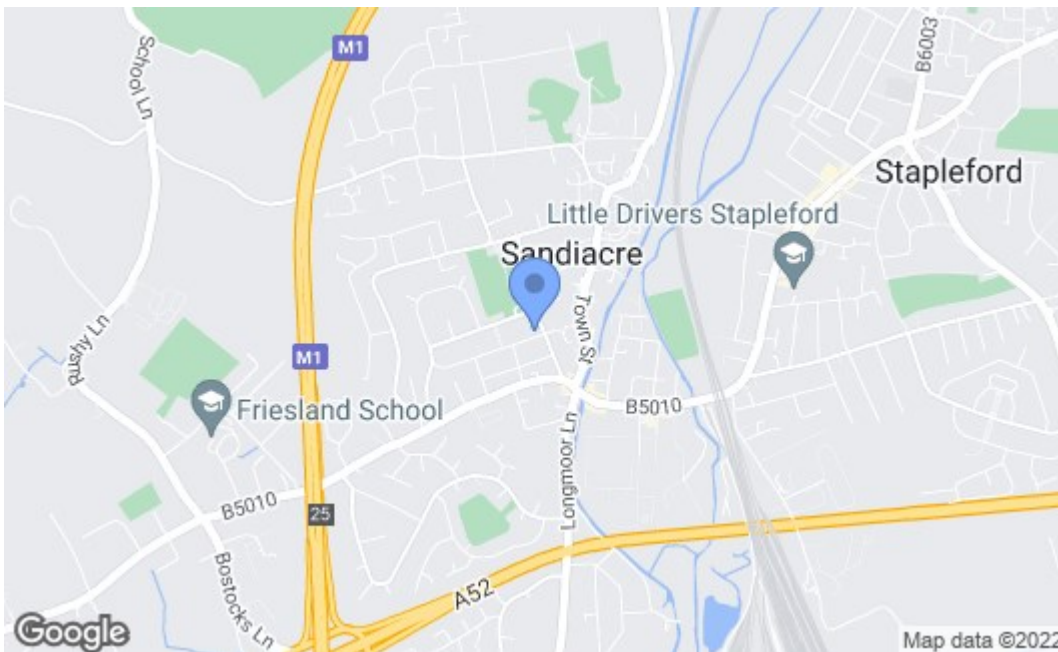 School Ln
M1
B6003
Stapleford
Little Drivers Stapleford
Sandiacre
Town St
Rushy Ln
M1
Friesland School
B5010
Longmoor Ln
B5010
25
Bostocks Ln
A52
Google
Map data ©2022